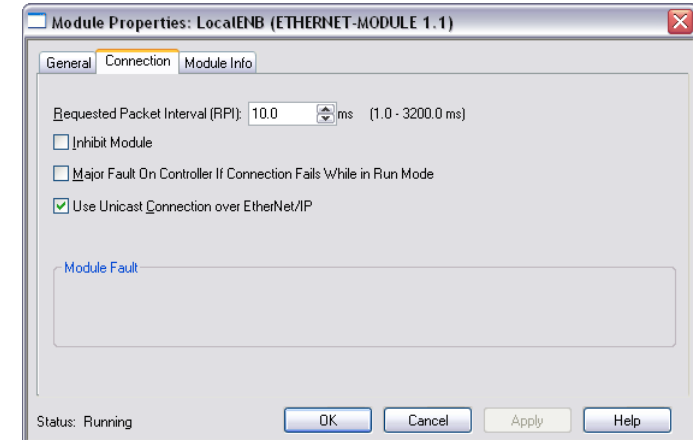 Module Properties: LocalENB (ETHERNET-MODULE 1.1)
General Connection Module Info
Requested Packet Interval (RPI): 10.0 ms (1.0 - 3200.0 ms)
Inhibit Module
Major Fault On Controller If Connection Fails While in Run Mode
Use Unicast Connection over EtherNet/IP
Module Fault
Status: Running OK Cancel Apply Help